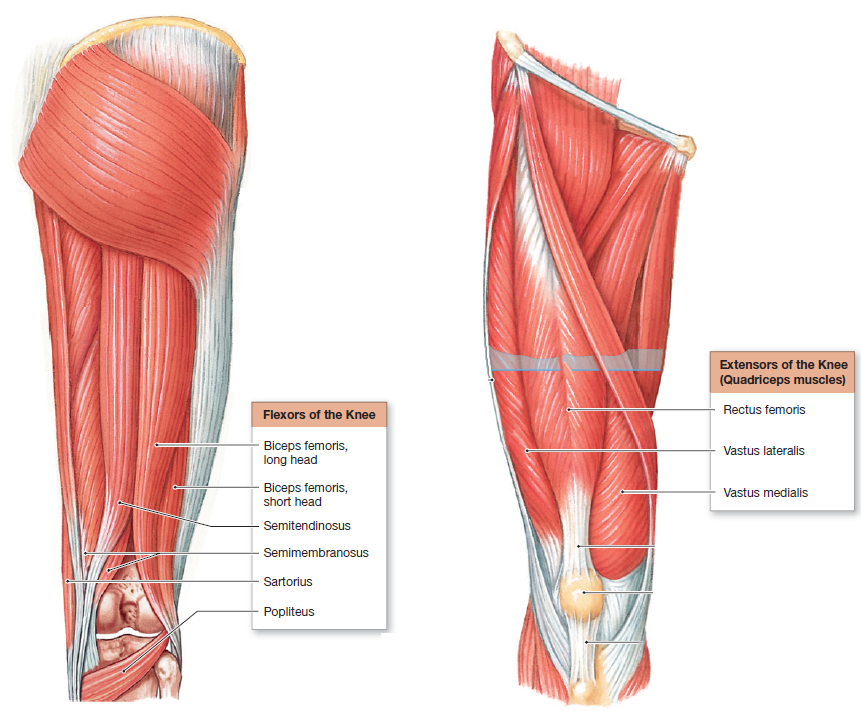 Flexors of the Knee
Biceps femoris,
long head
Biceps femoris,
short head
Semitendinosus
Semimembranosus
Sartorius
Popliteus
Extensors of the Knee
(Quadriceps muscles)
Rectus femoris
Vastus lateralis
Vastus medialis